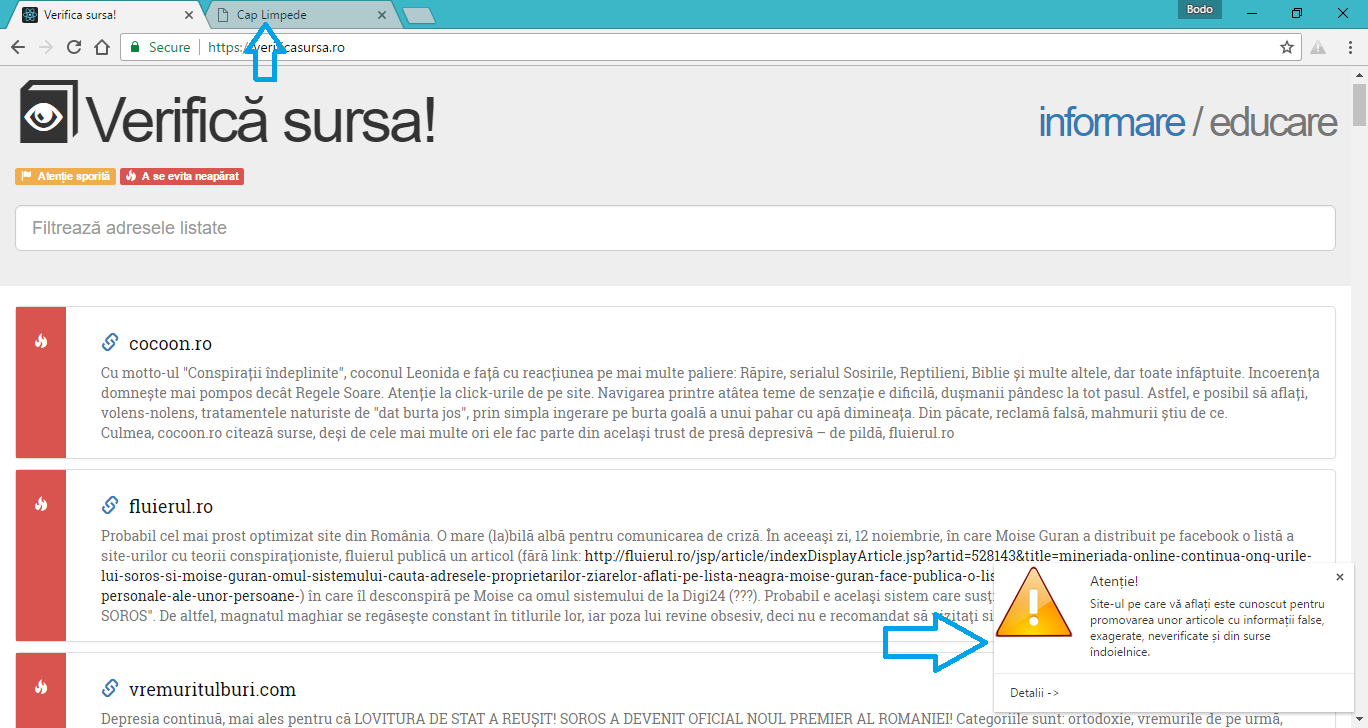 Verifica sursa!
Cap Limpede
Bodo
Secure
https://verificasursa.ro
Verifică sursa!
informare / educare
Atenție sporită
A se evita neapărat
Filtrează adresele listate
cocoon.ro
Cu motto-ul "Conspirații îndeplinite", coconul Leonida e față cu reacțiunea pe mai multe paliere: Răpire, serialul Sosirile, Reptilieni, Biblie și multe altele, dar toate înfăptuite. Incoerența
domnește mai pompos decât Regele Soare. Atenție la click-urile de pe site. Navigarea printre atâtea teme de senzație e dificilă, dușmanii pândesc la tot pasul. Astfel, e posibil să aflați,
volens-nolens, tratamentele naturiste de "dat burta jos", prin simpla ingerare pe burta goală a unui pahar cu apă dimineața. Din păcate, reclamă falsă, mahmurii știu de ce.
Culmea, cocoon.ro citează surse, deși de cele mai multe ori ele fac parte din același trust de presă depresivă – de pildă, fluierul.ro
fluierul.ro
Probabil cel mai prost optimizat site din România. O mare (la)bilă albă pentru comunicarea de criză. În aceeaşi zi, 12 noiembrie, în care Moise Guran a distribuit pe facebook o listă a
site-urilor cu teorii conspiraţioniste, fluierul publică un articol (fără link: http://fluierul.ro/jsp/article/indexDisplayArticle.jsp?artid=528143&title=mineriada-online-continua-ong-urile-
lui-soros-si-moise-guran-omul-sistemului-cauta-adresele-proprietarilor-ziarelor-aflati-pe-lista-neagra-moise-guran-face-publica-o-lis
personale-ale-unor-persoane-) în care îl desconspiră pe Moise ca omul sistemului de la Digi24 (???). Probabil e acelaşi sistem care susţ
SOROS". De altfel, magnatul maghiar se regăseşte constant în titlurile lor, iar poza lui revine obsesiv, deci nu e recomandat să vizitaţi si
Atenție!
Site-ul pe care vă aflați este cunoscut pentru
promovarea unor articole cu informații false,
exagerate, neverificate și din surse
îndoielnice.
Detalii ->
vremuritulburi.com
Depresia continuă, mai ales pentru că LOVITURA DE STAT A REUȘIT! SOROS A DEVENIT OFICIAL NOUL PREMIER AL ROMANIEI! Categoriile sunt: ortodoxie, vremurile de pe urmă,